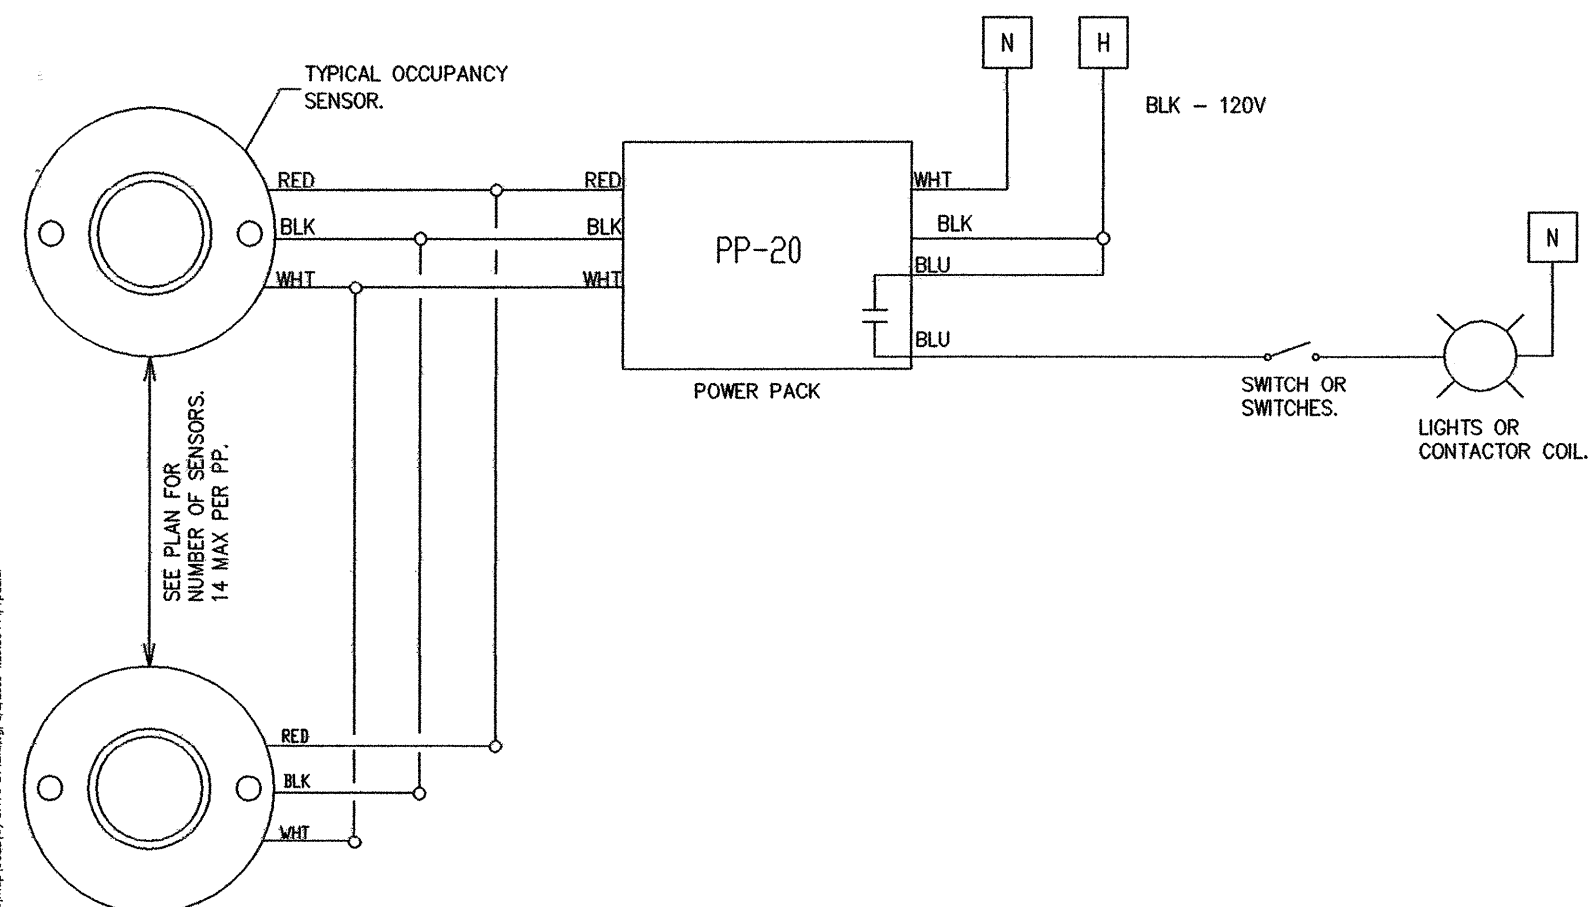 N
H
TYPICAL OCCUPANCY
SENSOR.
BLK - 120V
RED
RED
WHT
BLK
BLK
BLK
N
PP-20
BLU
WHT
WHT
BLU
POWER PACK
SWITCH OR
SWITCHES.
LIGHTS OR
CONTACTOR COIL.
SEE PLAN FOR
NUMBER OF SENSORS.
14 MAX PER PP.
RED
BLK
WHT